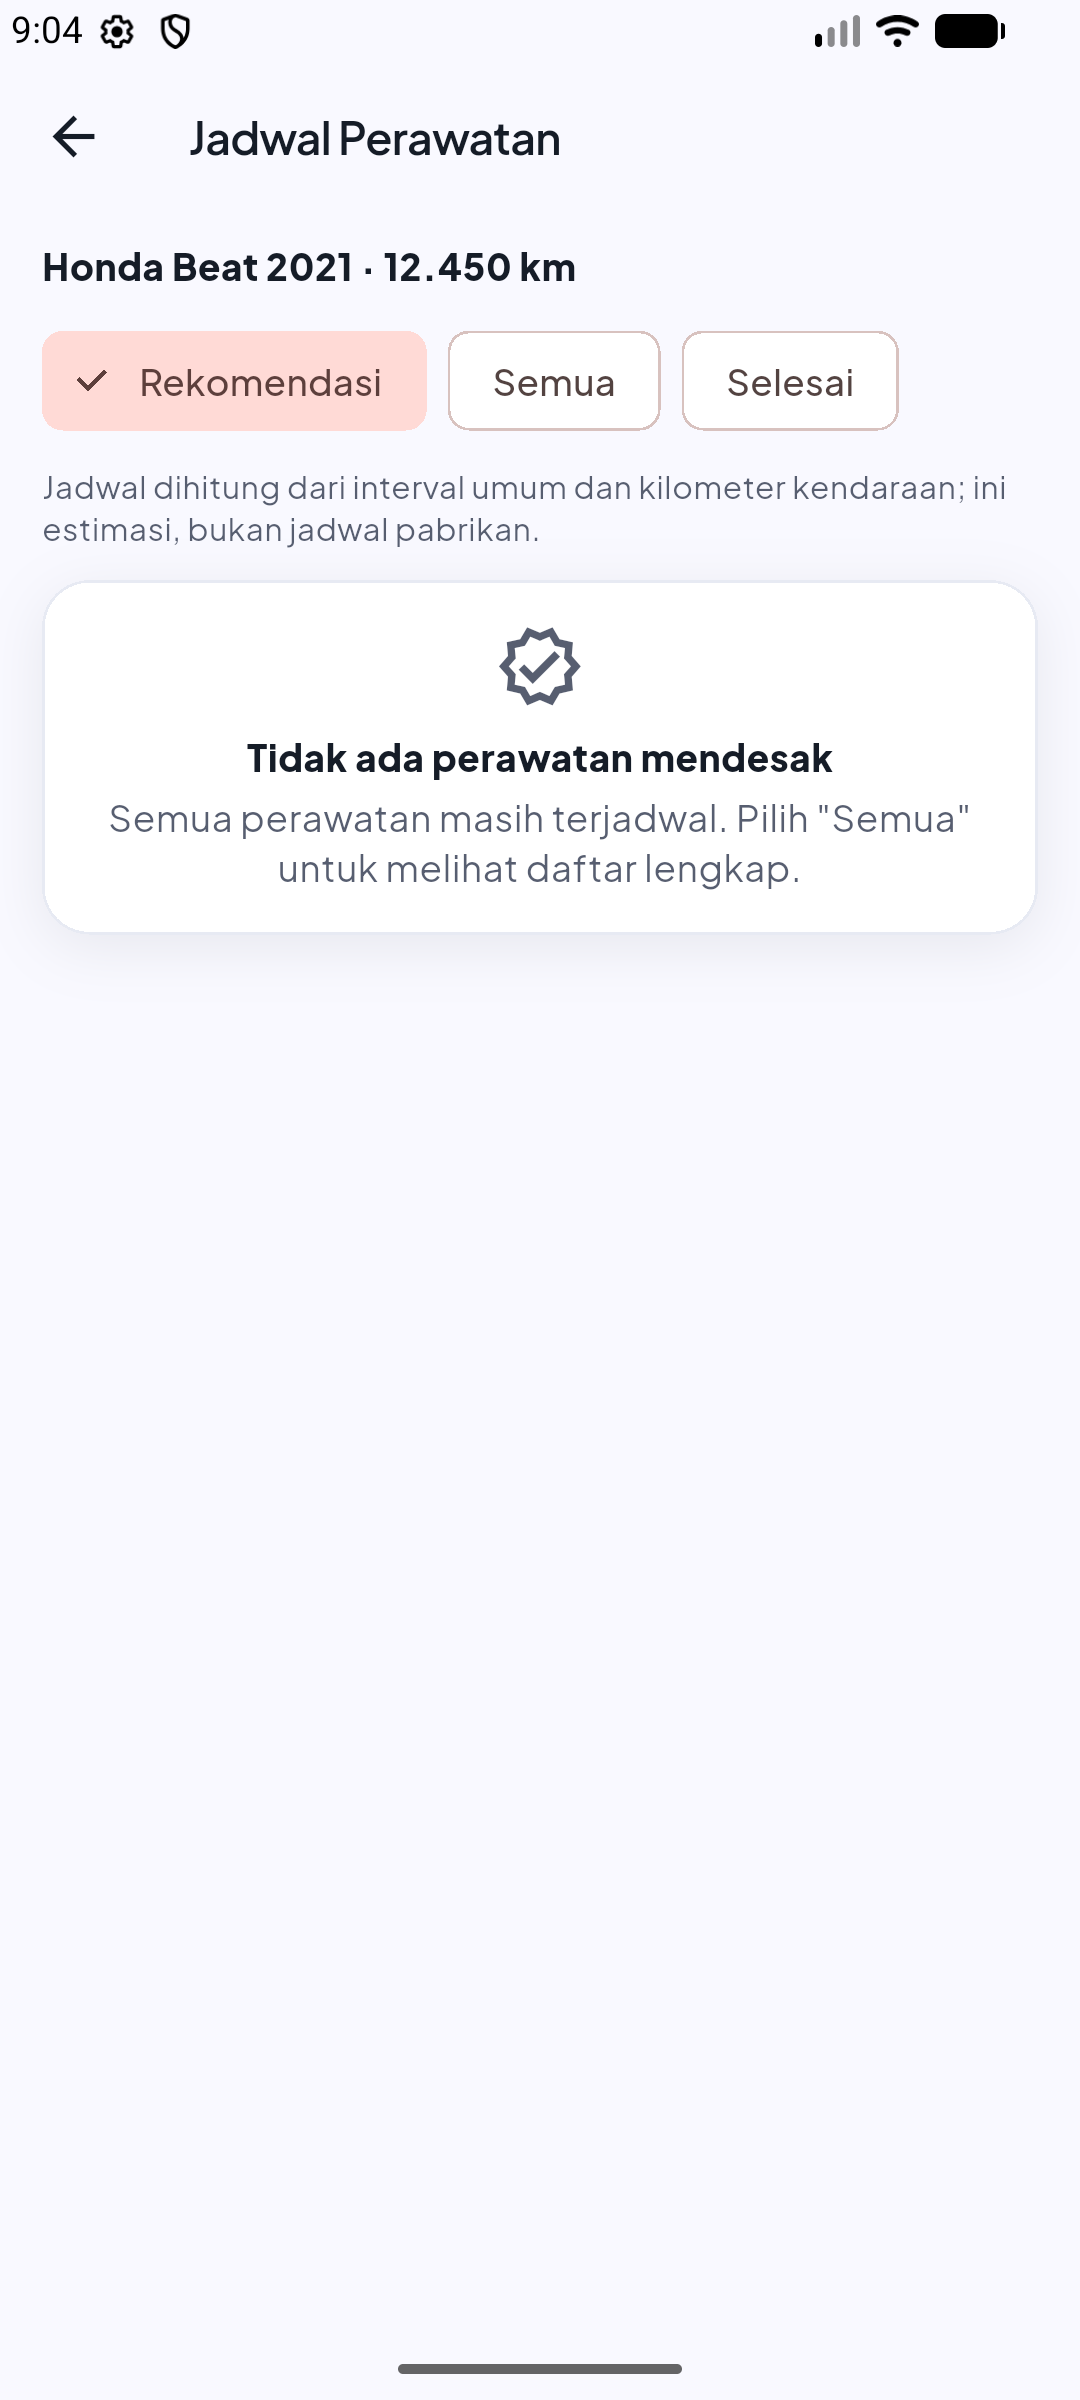 9:04
Jadwal Perawatan
Honda Beat 2021 · 12.450 km
Rekomendasi
Semua
Selesai
Jadwal dihitung dari interval umum dan kilometer kendaraan; ini
estimasi, bukan jadwal pabrikan.
Tidak ada perawatan mendesak
Semua perawatan masih terjadwal. Pilih "Semua"
untuk melihat daftar lengkap.